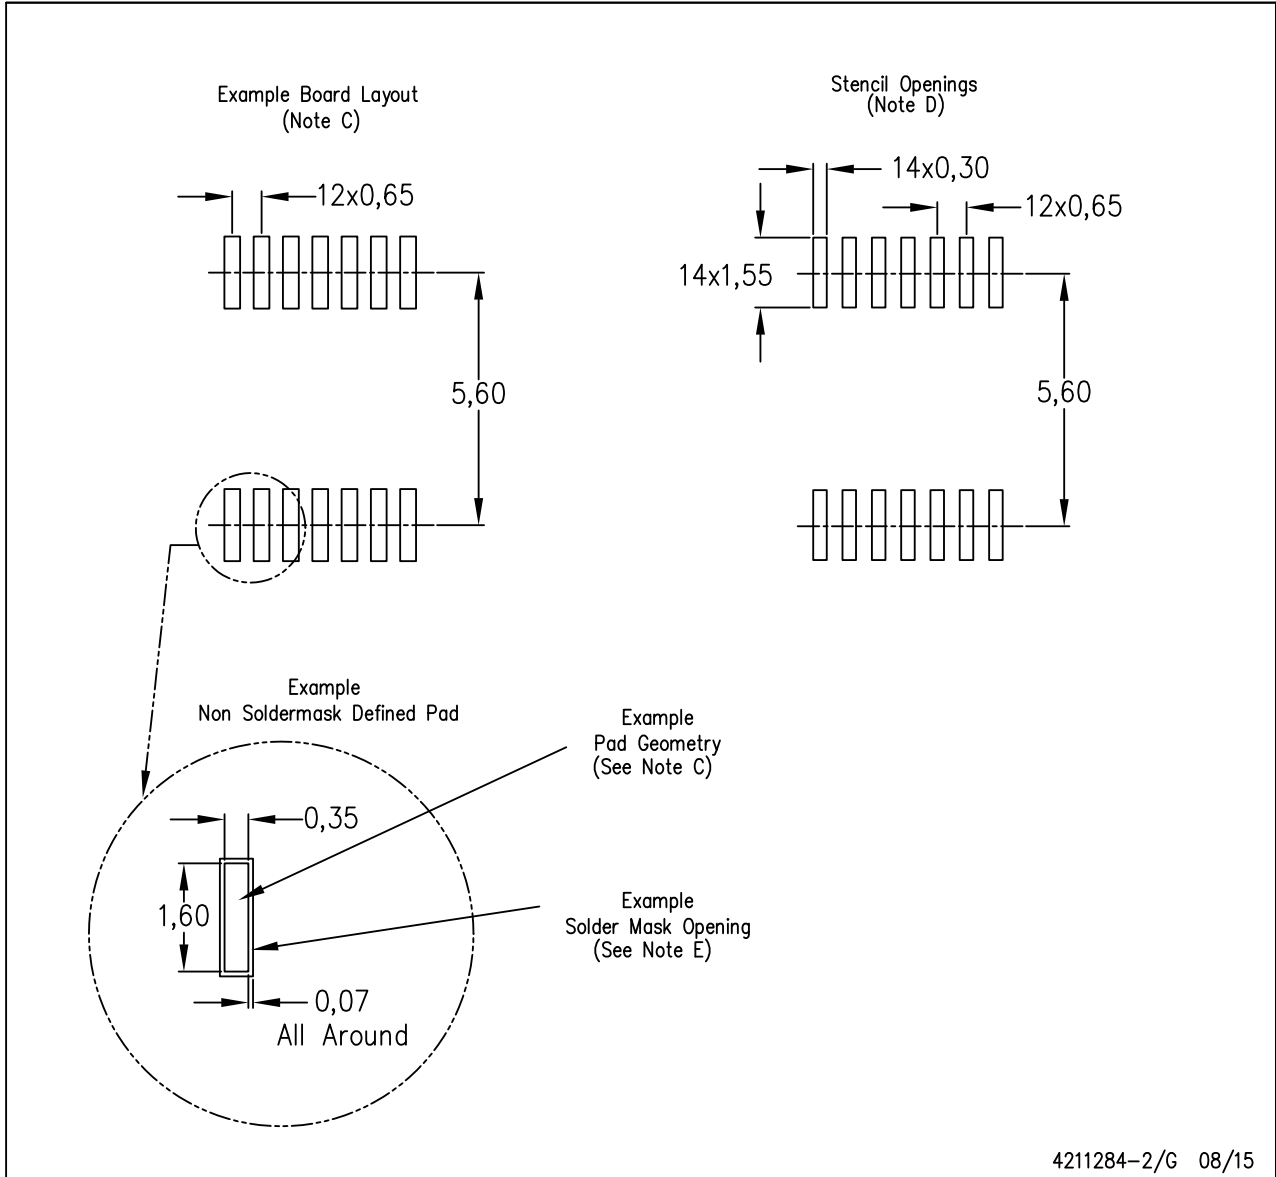 Example Board Layout
(Note C)
Stencil Openings
(Note D)
12x0,65
14x0,30
12x0,65
14x1,55
5,60
5,60
Example
Non Soldermask Defined Pad
Example
Pad Geometry
(See Note C)
0,35
1,60
Example
Solder Mask Opening
(See Note E)
0,07
All Around
4211284-2/G 08/15